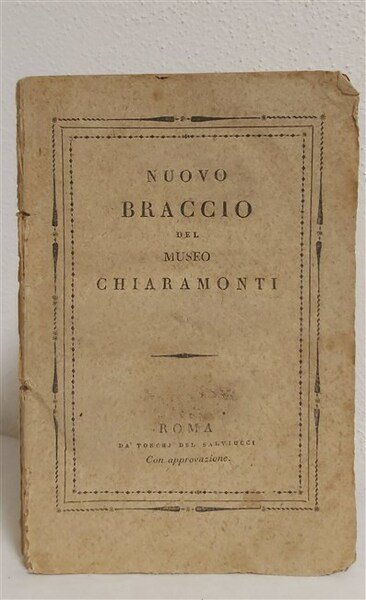 NUOVO
BRACCIO
DEL
MUSEO
CHIARAMONTI
ROMA
DA' TORCHJ DEL SALVIUCCI
Con approvazione.